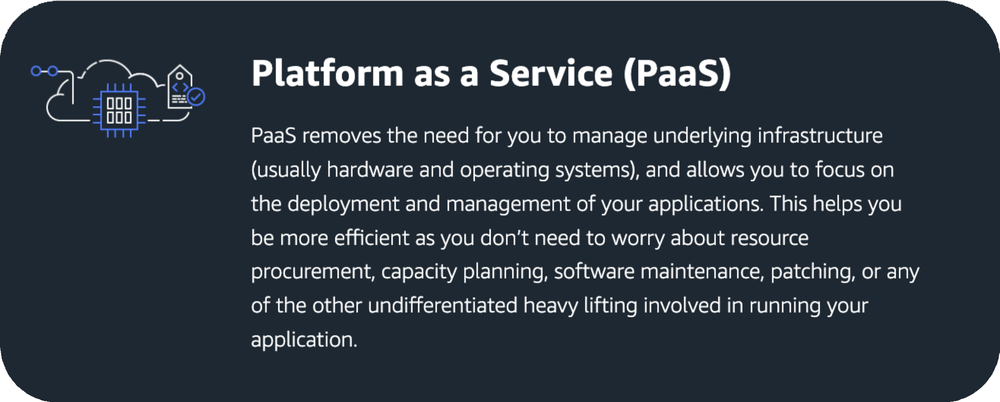 Platform as a Service (PaaS)
PaaS removes the need for you to manage underlying infrastructure
(usually hardware and operating systems), and allows you to focus on
the deployment and management of your applications. This helps you
be more efficient as you don’t need to worry about resource
procurement, capacity planning, software maintenance, patching, or any
of the other undifferentiated heavy lifting involved in running your
application.